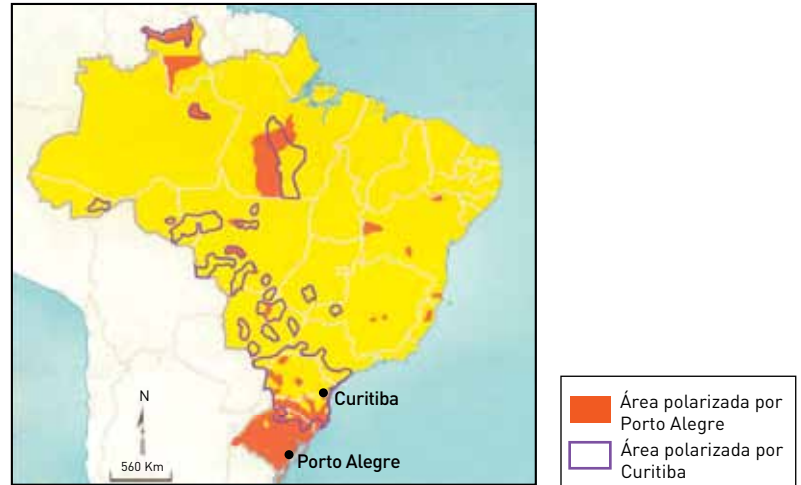 Curitiba
N
560 Km
Porto Alegre
Área polarizada por
Porto Alegre
Área polarizada por
Curitiba